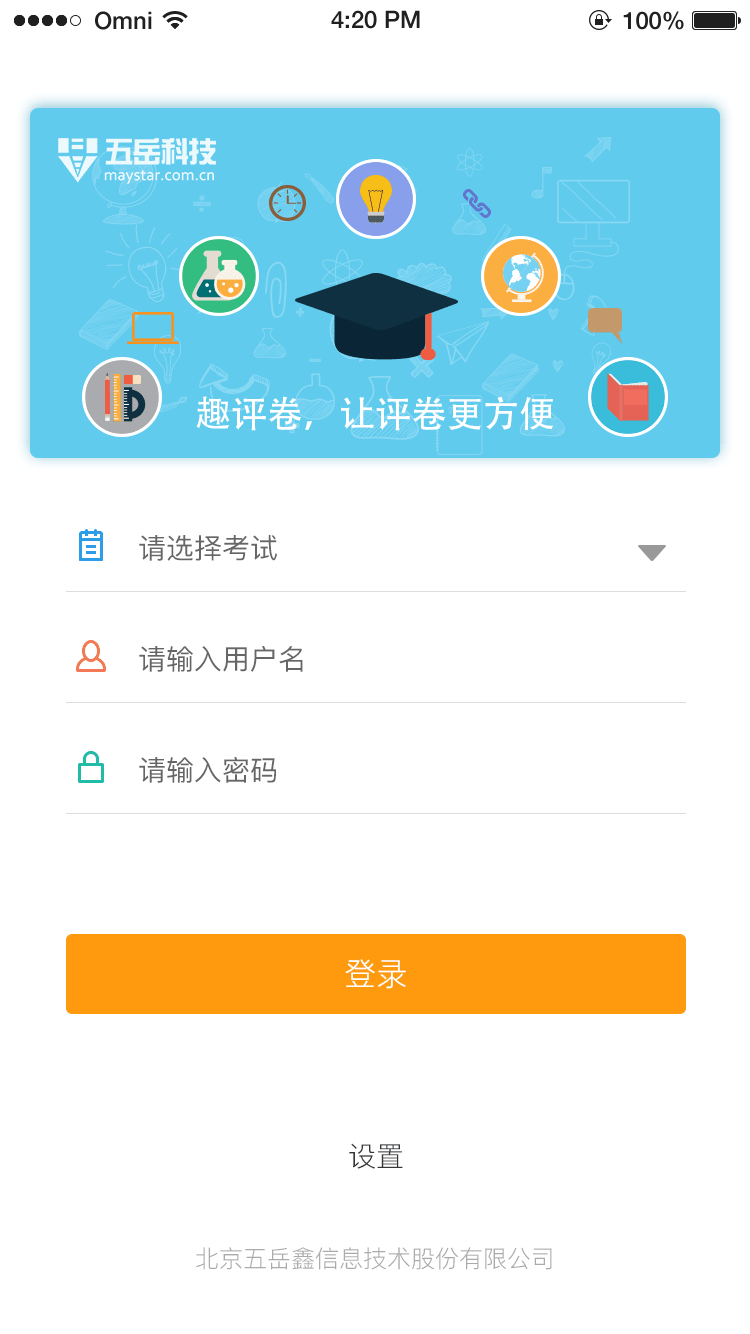 Omni
4:20 PM
100%
五岳科技
maystar.com.cn
趣评卷，让评卷更方便
请选择考试
请输入用户名
请输入密码
登录
设置
北京五岳鑫信息技术股份有限公司